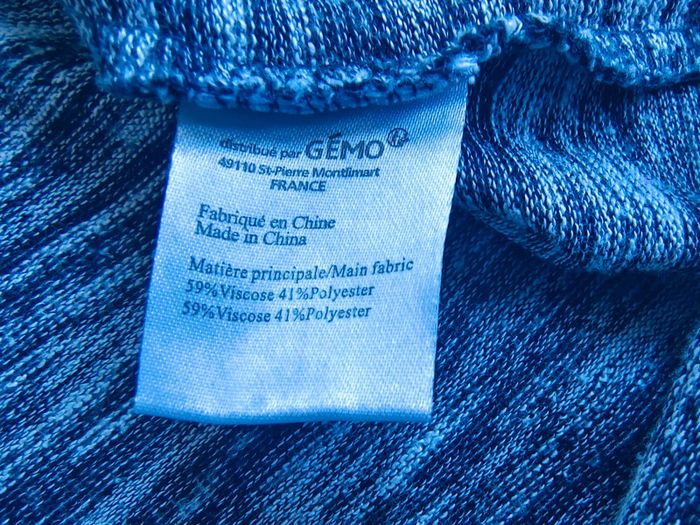 distribué par GÉMO
49110 St-Pierre Montlimart
FRANCE
Fabriqué en Chine
Made in China
Matière principale/Main fabric
59%Viscose 41%Polyester
59%Viscose 41%Polyester